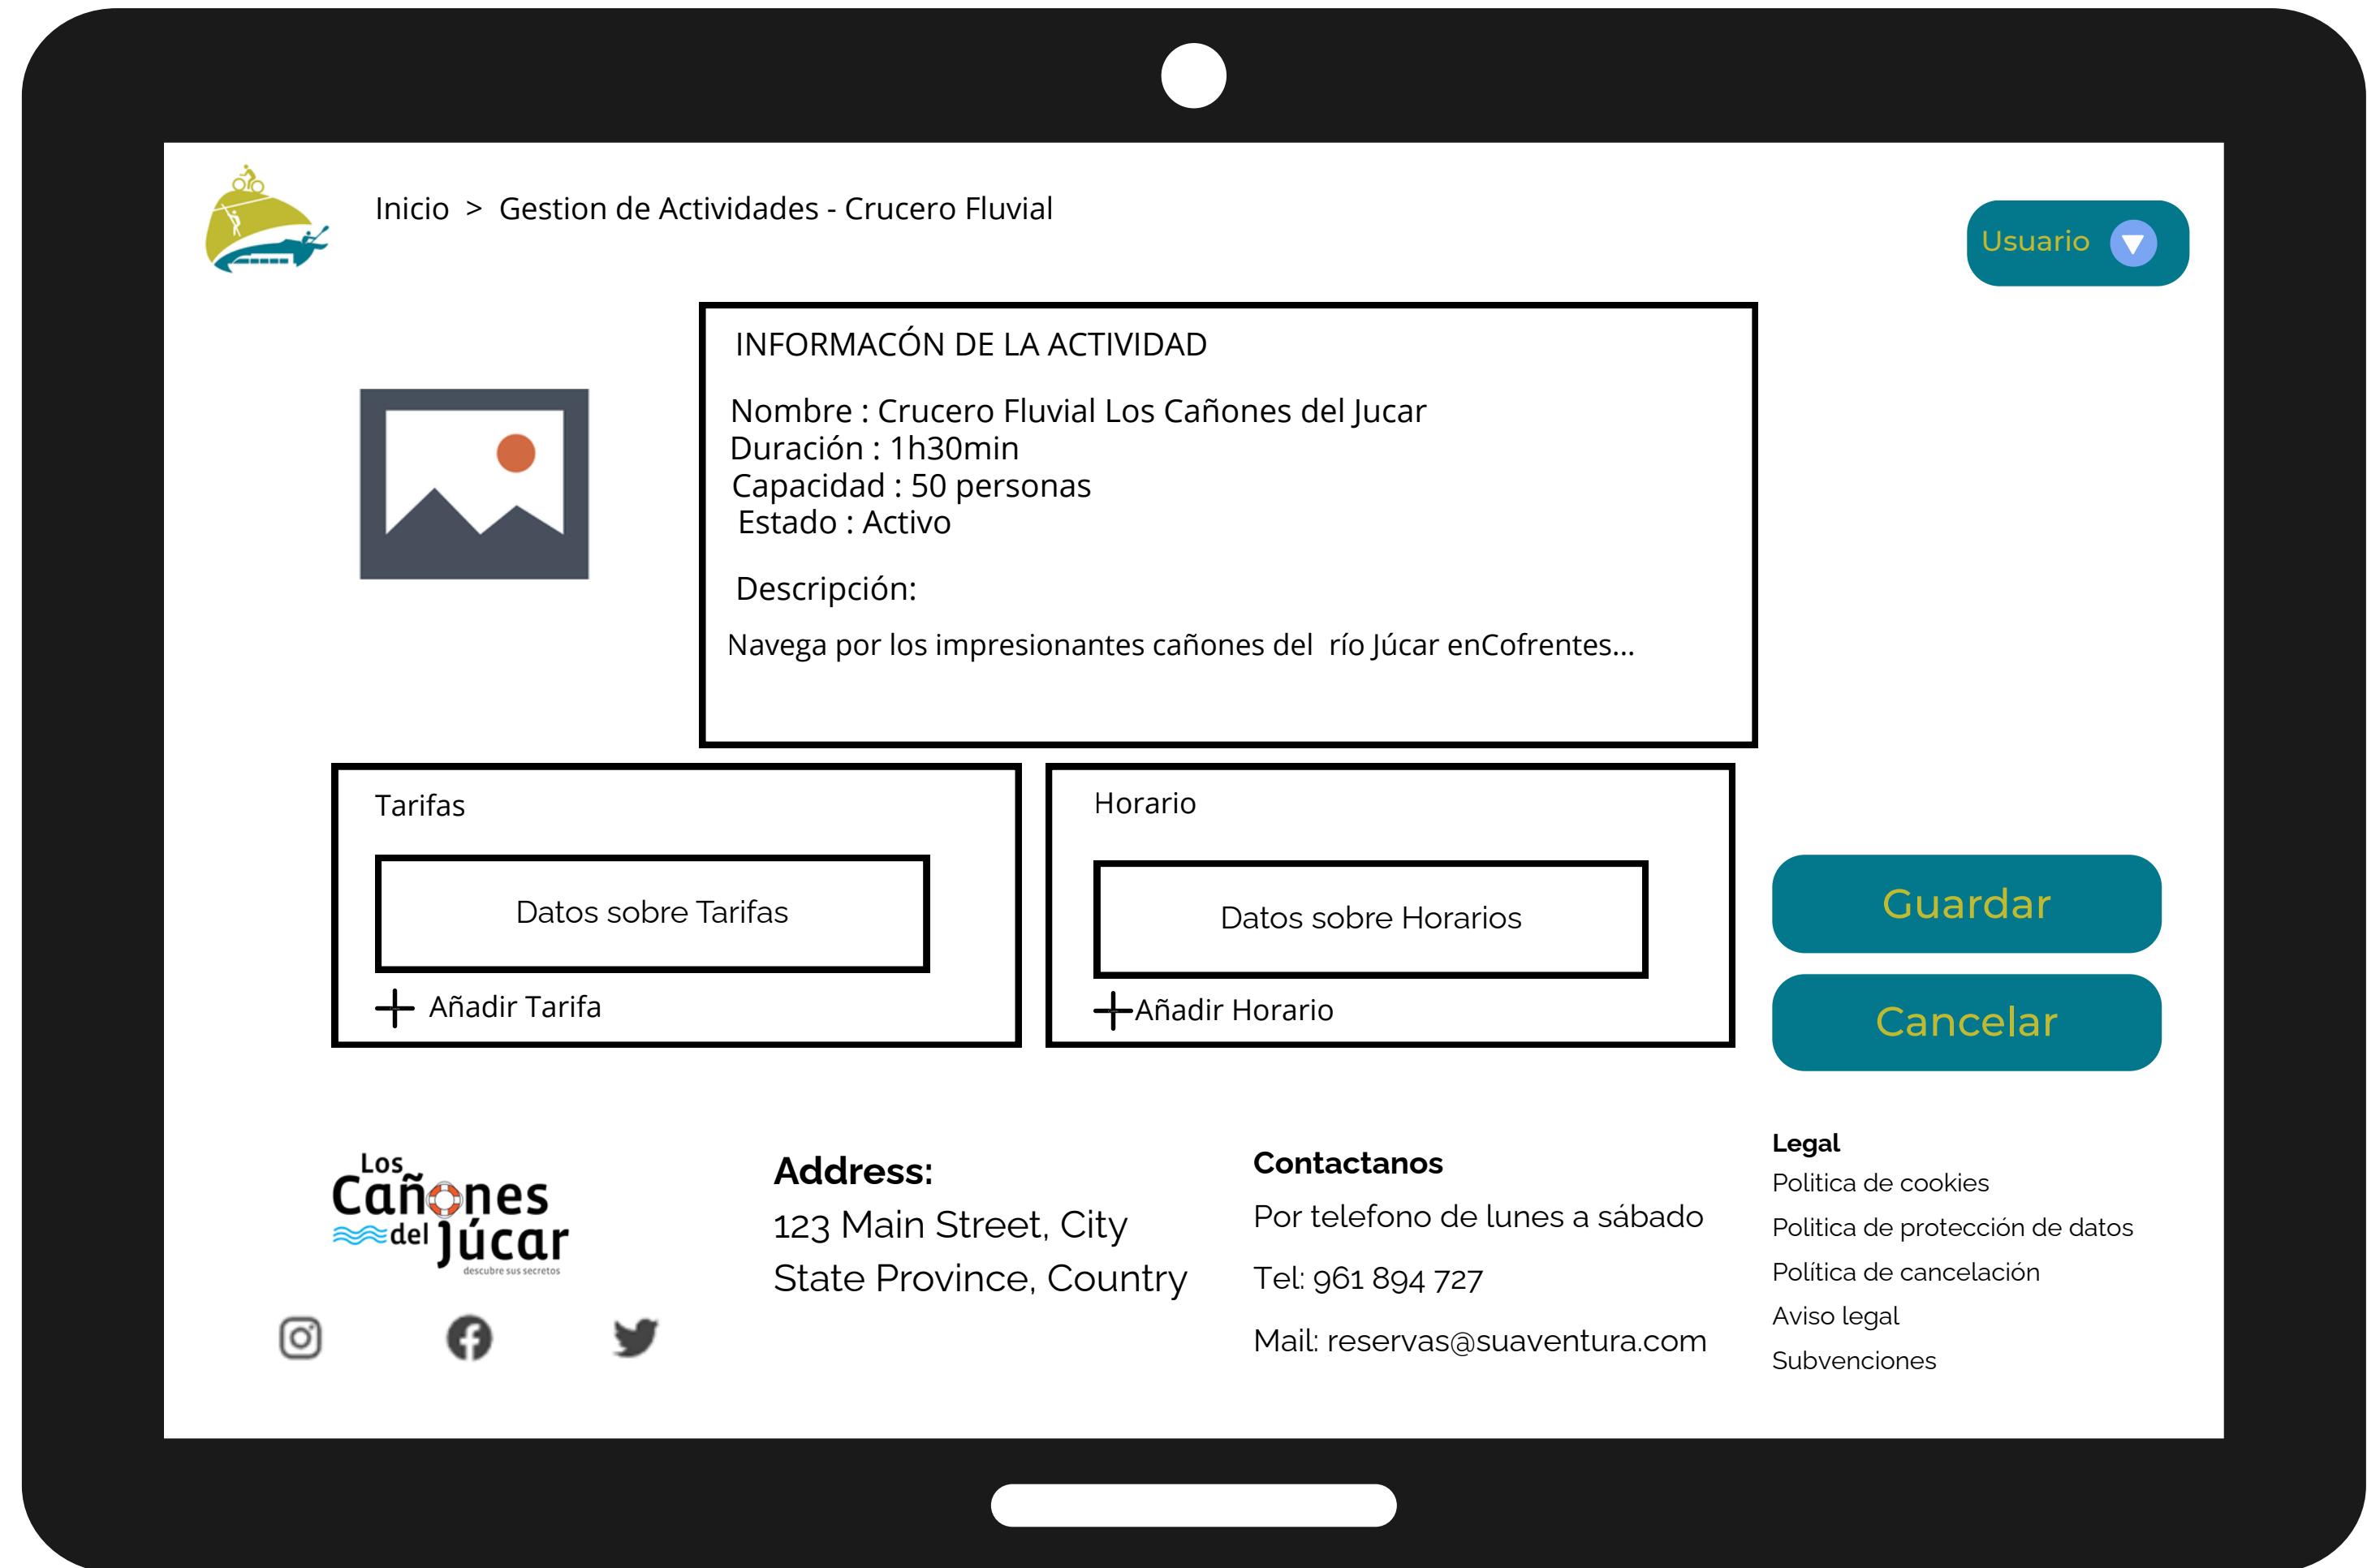 Inicio > Gestion de Actividades - Crucero Fluvial
Usuario
INFORMACÓN DE LA ACTIVIDAD
Nombre : Crucero Fluvial Los Cañones del Jucar
Duración : 1h30min
Capacidad : 50 personas
Estado : Activo
Descripción:
Navega por los impresionantes cañones del río Júcar enCofrentes...
Tarifas
Datos sobre Tarifas
Añadir Tarifa
Horario
Datos sobre Horarios
Añadir Horario
Guardar
Cancelar
Los
Cañones
del Júcar
descubre sus secretos
Address:
123 Main Street, City
State Province, Country
Contactanos
Por telefono de lunes a sábado
Tel: 961 894 727
Mail: reservas@suaventura.com
Legal
Politica de cookies
Politica de protección de datos
Política de cancelación
Aviso legal
Subvenciones